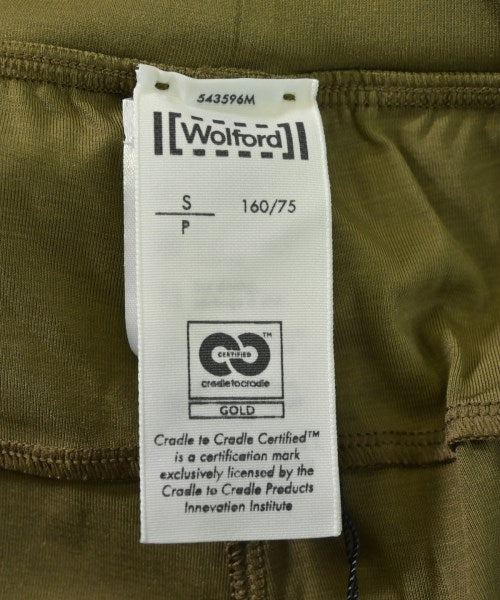 543596M
Wolford
S 160/75
P
CERTIFIED
cradletocradle
TM
GOLD
Cradle to Cradle Certified™
is a certification mark
exclusively licensed by the
Cradle to Cradle Products
Innovation Institute